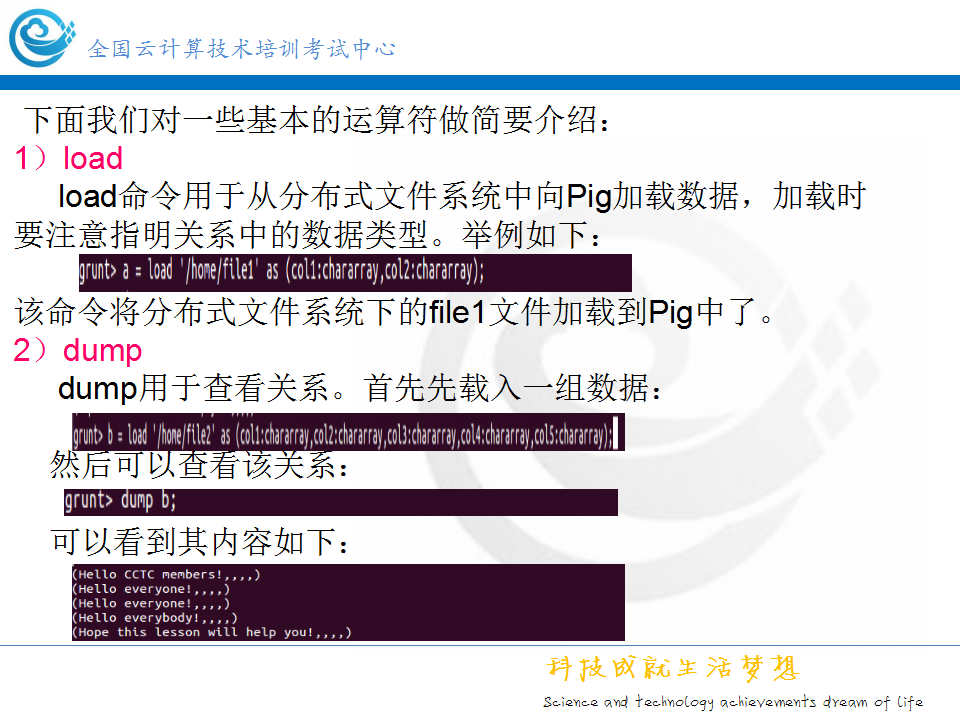 全国云计算技术培训考试中心
下面我们对一些基本的运算符做简要介绍：
1）load
load命令用于从分布式文件系统中向Pig加载数据，加载时
要注意指明关系中的数据类型。举例如下：
grunt> a = load '/home/file1' as (col1:chararray,col2:chararray);
该命令将分布式文件系统下的file1文件加载到Pig中了。
2）dump
dump用于查看关系。首先先载入一组数据：
grunt> b = load '/home/file2' as (col1:chararray,col2:chararray,col3:chararray,col4:chararray,col5:chararray);
然后可以查看该关系：
grunt> dump b;
可以看到其内容如下：
(Hello CCTC members!,,,,)
(Hello everyone!,,,,)
(Hello everyone!,,,,)
(Hello everybody!,,,,)
(Hope this lesson will help you!,,,,)
科技成就生活梦想
Science and technology achievements dream of life